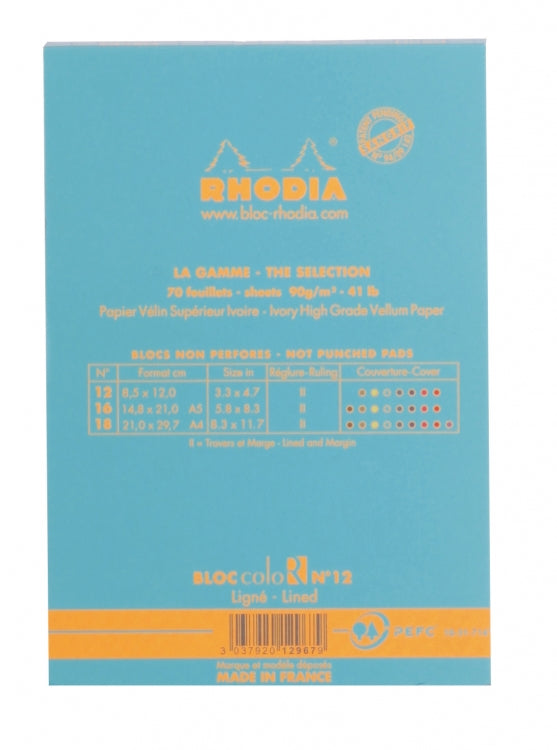 RHODIA ®
www.bloc-rhodia.com
LA GAMME - THE SELECTION
70 feuillets - sheets 90g/m² - 41 lb
Papier Vélin Supérieur Ivoire - Ivory High Grade Vellum Paper
BLOCS NON PERFORES - NOT PUNCHED PADS
N° Format cm Size in Réglure-Ruling Couverture-Cover
12 8,5 x 12,0 3.3 x 4.7 ll
16 14,8 x 21,0 A5 5.8 x 8.3 ll
18 21,0 x 29,7 A4 8.3 x 11.7 ll
ll = Travers et Marge - Lined and Margin
BLOC coloR N°12
Ligné - Lined
3 037920 129679
PEFC
Marque et modèle déposés
MADE IN FRANCE